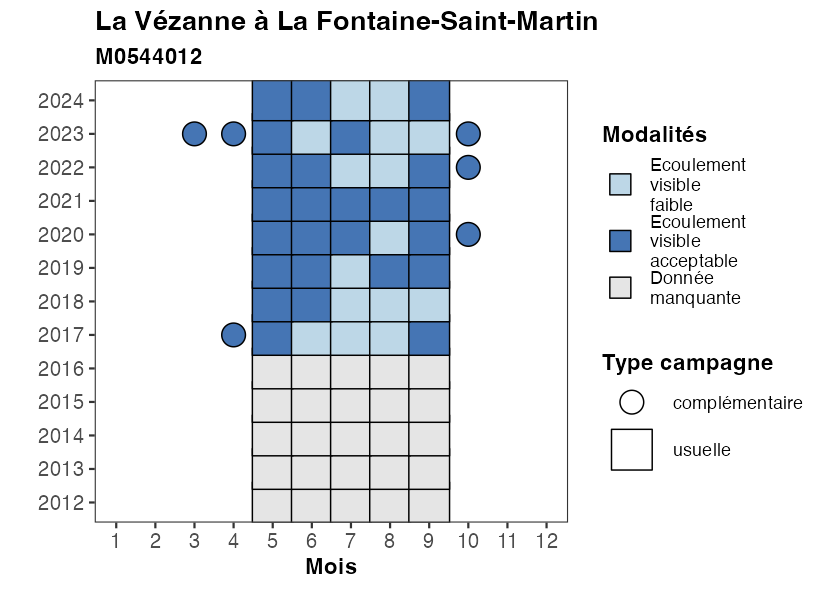 La Vézanne à La Fontaine-Saint-Martin
M0544012
2024
2023
2022
2021
2020
2019
2018
2017
2016
2015
2014
2013
2012
1 2 3 4 5 6 7 8 9 10 11 12
Mois
Modalités
Ecoulement
visible
faible
Ecoulement
visible
acceptable
Donnée
manquante
Type campagne
complémentaire
usuelle